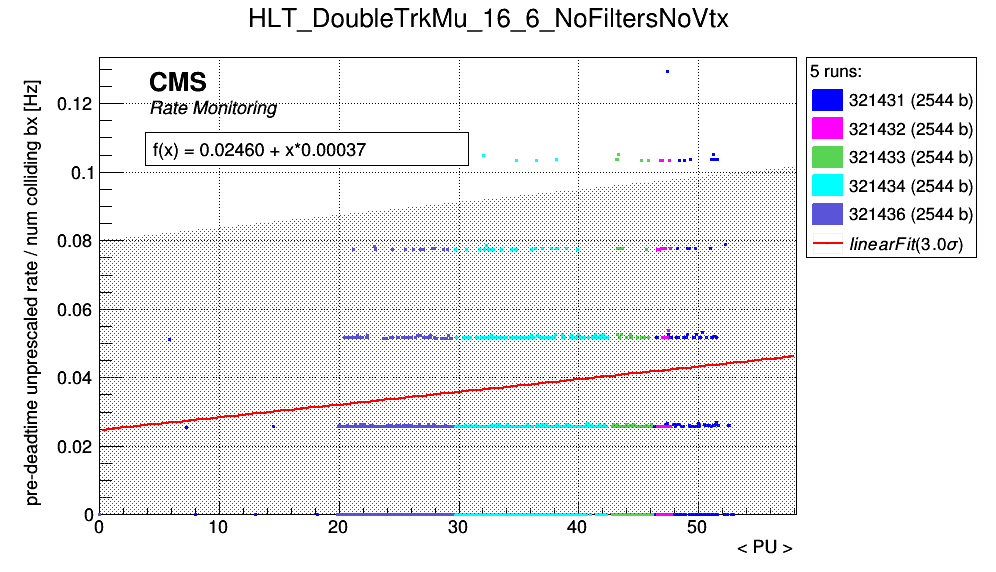 HLT_DoubleTrkMu_16_6_NoFiltersNoVtx
CMS
Rate Monitoring
f(x) = 0.02460 + x*0.00037
pre-deadtime unprescaled rate / num colliding bx [Hz]
0.12
0.1
0.08
0.06
0.04
0.02
0
0 10 20 30 40 50
< PU >
5 runs:
321431 (2544 b)
321432 (2544 b)
321433 (2544 b)
321434 (2544 b)
321436 (2544 b)
linearFit(3.0σ)